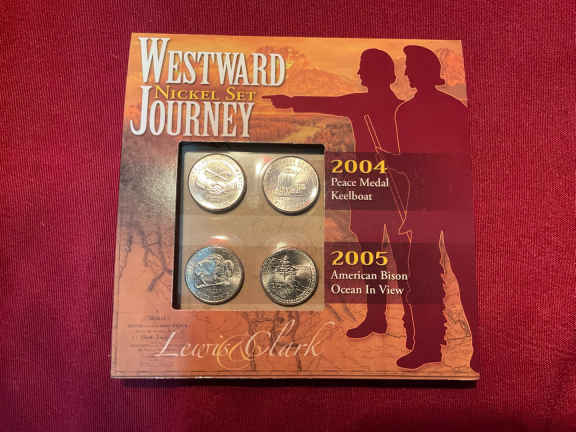 WESTWARD
NICKEL SET
JOURNEY
2004
Peace Medal
Keelboat
2005
American Bison
Ocean In View
Lewis & Clark